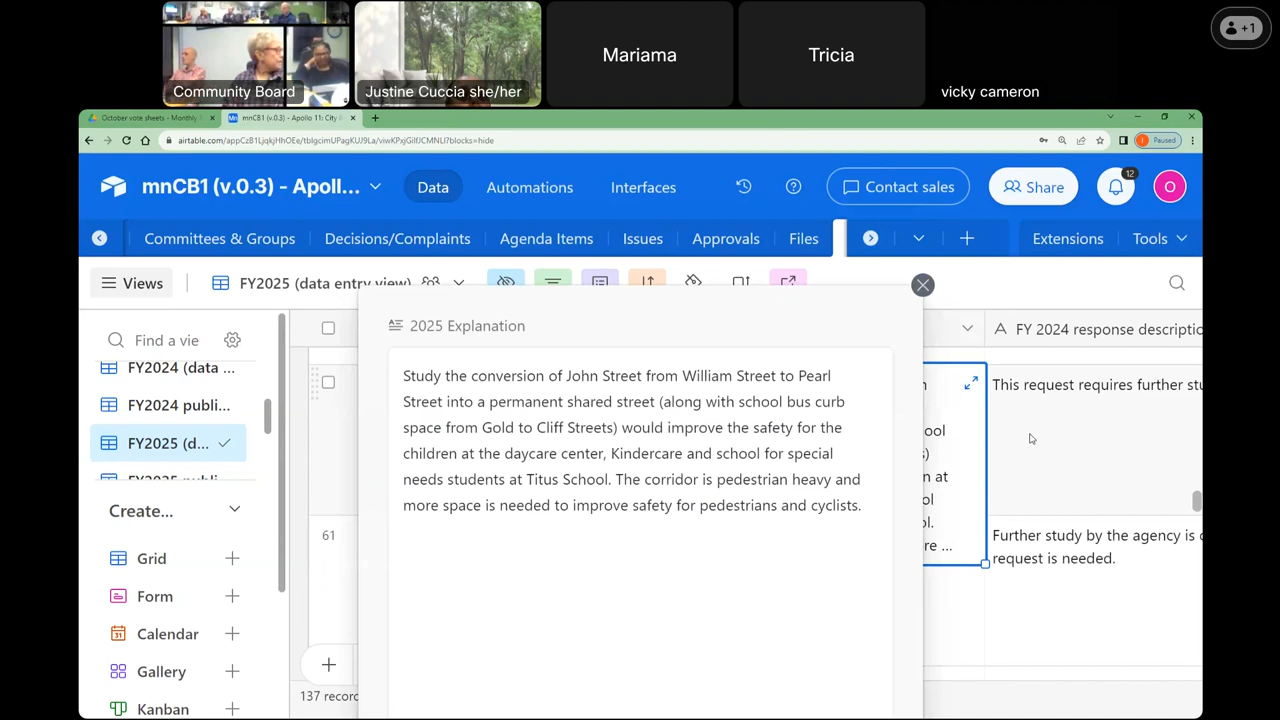 +1
Community Board
Justine Cuccia she/her
Mariama
Tricia
vicky cameron
October vote sheets - Monthly
mnCB1 (v.0.3) - Apollo 11: City
airtable.com/appCzB1LjqkjHhOEe/tblgcimUPagKUJ9La/viwKPxjGilfJCMNLI?blocks=hide
Paused
mnCB1 (v.0.3) - Apoll...
Data
Automations
Interfaces
Contact sales
Share
12
O
Committees & Groups
Decisions/Complaints
Agenda Items
Issues
Approvals
Files
Extensions
Tools
Views
FY2025 (data entry view)
Find a vie
FY2024 (data ...
FY2024 publi...
FY2025 (d...
Create...
Grid
Form
Calendar
Gallery
Kanban
2025 Explanation
Study the conversion of John Street from William Street to Pearl
Street into a permanent shared street (along with school bus curb
space from Gold to Cliff Streets) would improve the safety for the
children at the daycare center, Kindercare and school for special
needs students at Titus School. The corridor is pedestrian heavy and
more space is needed to improve safety for pedestrians and cyclists.
FY 2024 response descriptio
This request requires further stu
61
Further study by the agency is
request is needed.
137 recor